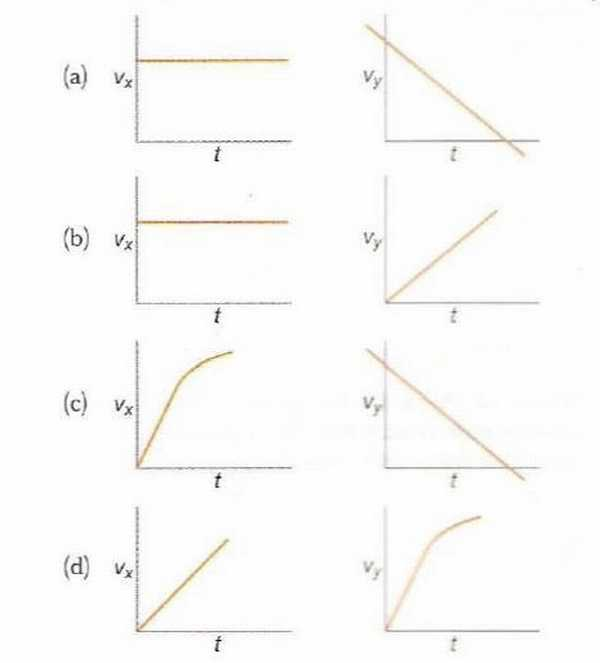 (a) vx vy
t t
(b) vx vy
t t
(c) vx vy
t t
(d) vx vy
t t